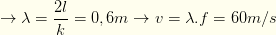 → λ = 2l/k = 0,6m → v = λ.f = 60m/s